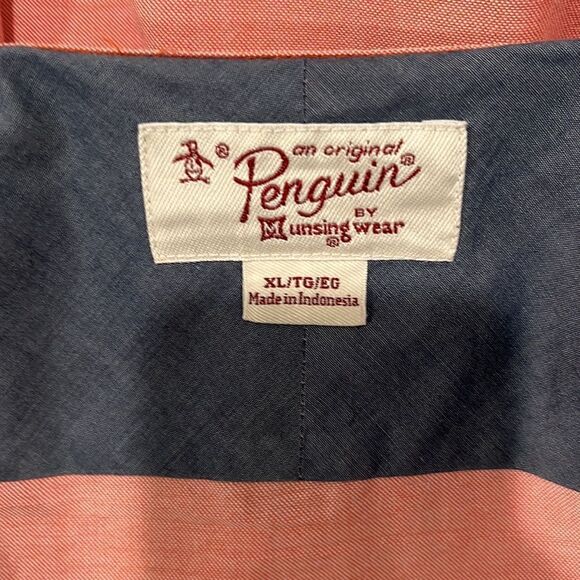 ®
an original
Penguin®
BY
Munsingwear
®
XL/TG/EG
Made in Indonesia